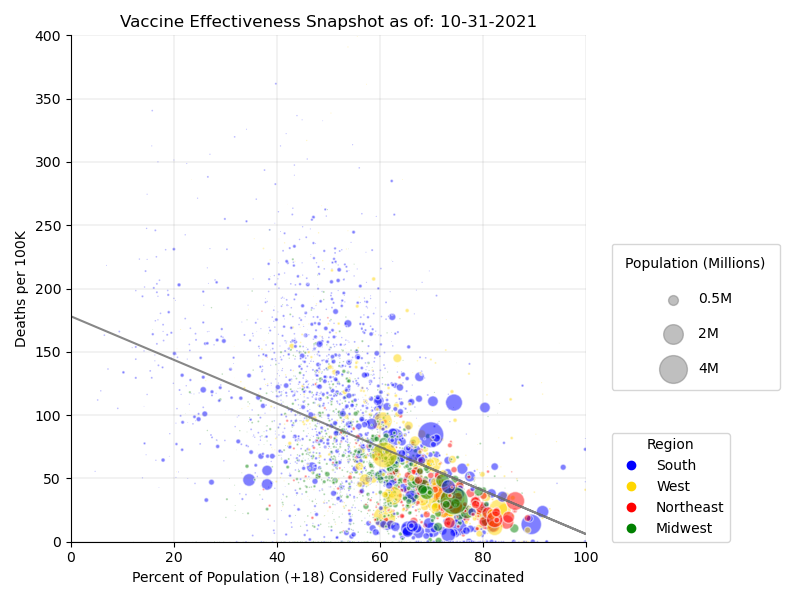 Vaccine Effectiveness Snapshot as of: 10-31-2021
400
350
300
250
200
150
100
50
0
Deaths per 100K
0 20 40 60 80 100
Percent of Population (+18) Considered Fully Vaccinated
Population (Millions)
0.5M
2M
4M
Region
South
West
Northeast
Midwest